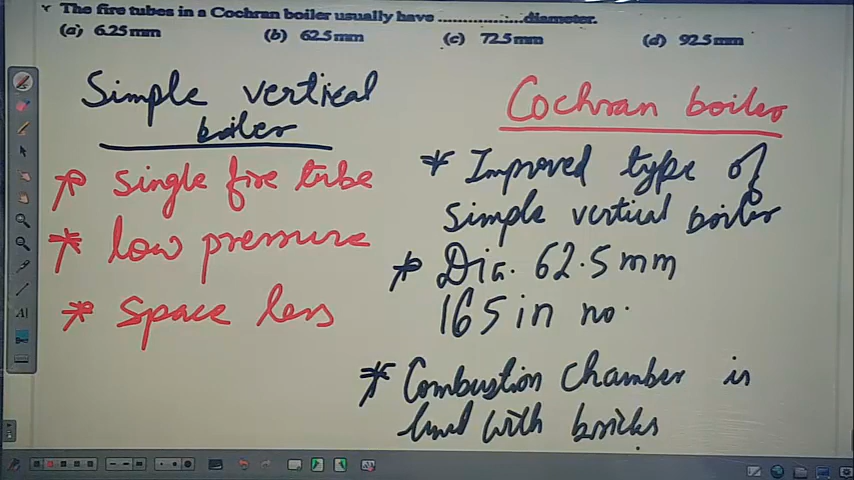 The fire tubes in a Cochran boiler usually have ....................diameter.
(a) 6.25 mm (b) 62.5 mm (c) 72.5 mm (d) 92.5 mm
Simple vertical
boiler
* Single fire tube
* low pressure
* space less
Cochran boiler
* Improved type of
simple vertical boiler
* Dia. 62.5 mm
165 in no.
* Combustion chamber is
lined with bricks